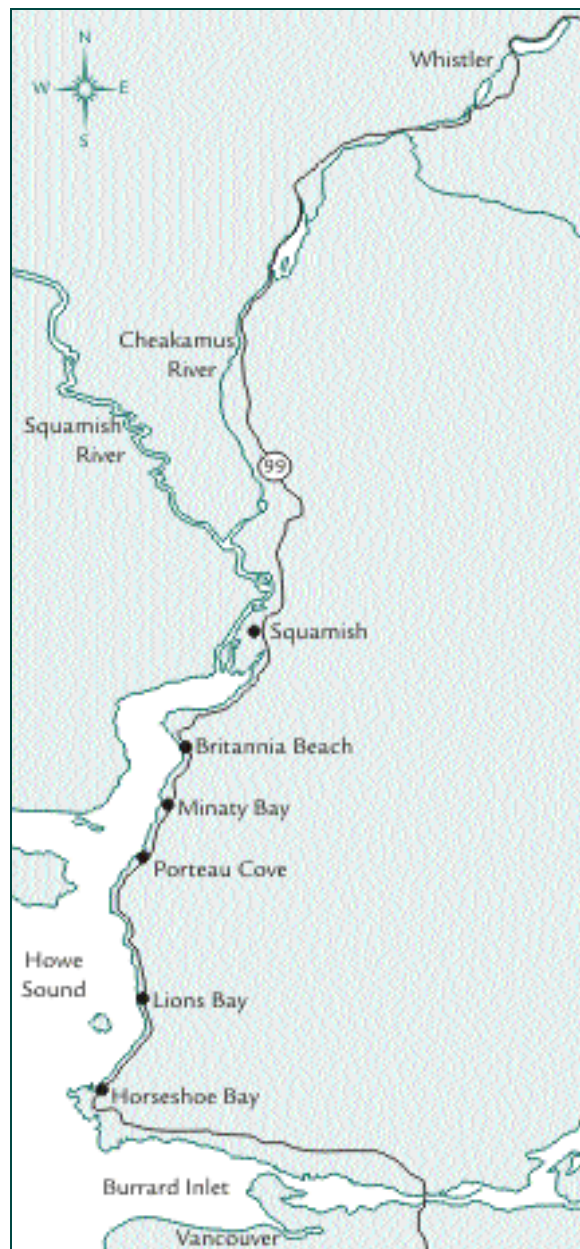 N
Whistler
W E
S
Cheakamus
River
Squamish
River
99
Squamish
Britannia Beach
Minaty Bay
Porteau Cove
Howe
Sound
Lions Bay
Horseshoe Bay
Burrard Inlet
Vancouver